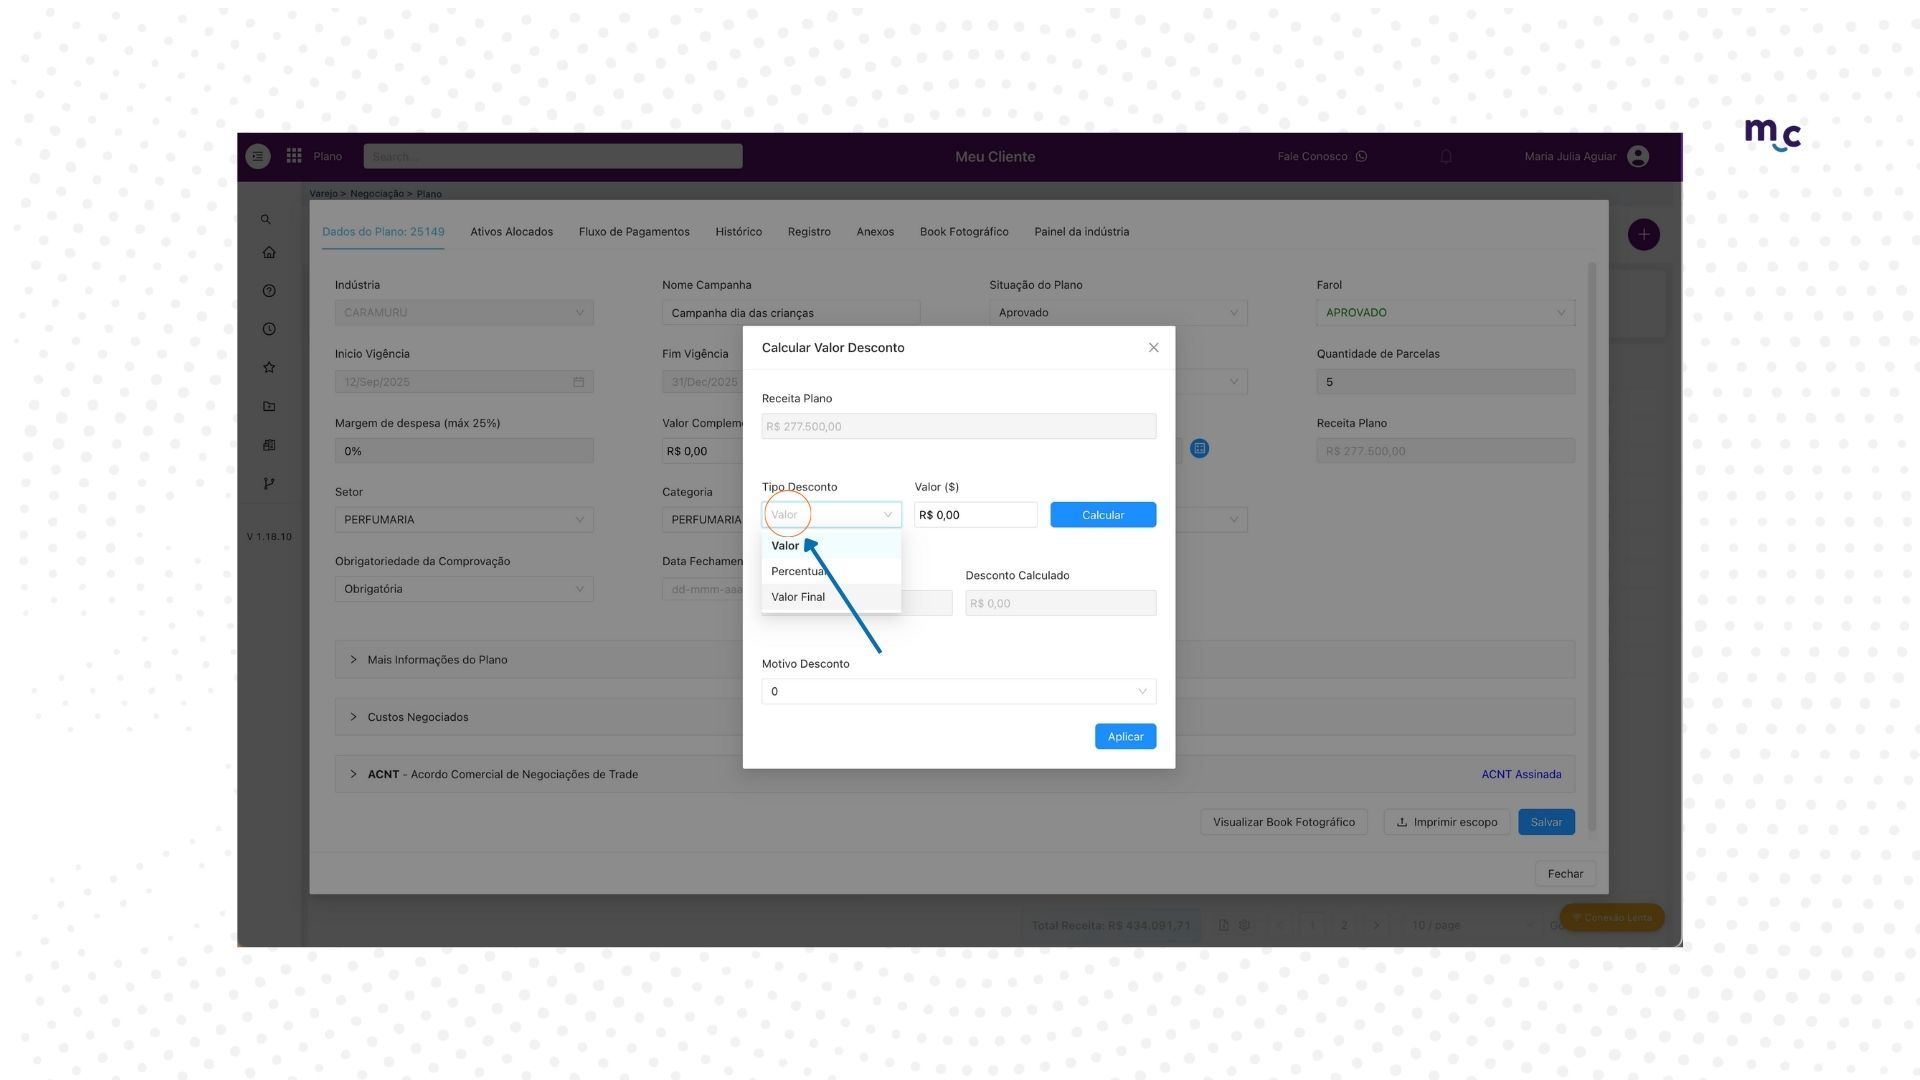 mc
Plano
Search...
Meu Cliente
Fale Conosco
Maria Julia Aguiar
Varejo > Negociação > Plano
Dados do Plano: 25149
Ativos Alocados
Fluxo de Pagamentos
Histórico
Registro
Anexos
Book Fotográfico
Painel da indústria
Indústria
Nome Campanha
Situação do Plano
Farol
CARAMURU
Campanha dia das crianças
Aprovado
APROVADO
Inicio Vigência
Fim Vigência
Quantidade de Parcelas
12/Sep/2025
31/Dec/2025
5
Margem de despesa (máx 25%)
Valor Complem
Receita Plano
0%
R$ 0,00
R$ 277.500,00
Setor
Categoria
PERFUMARIA
PERFUMARIA
V 1.18.10
Obrigatoriedade da Comprovação
Data Fechamen
Obrigatória
dd-mmm-aaa
Calcular Valor Desconto
Receita Plano
R$ 277.500,00
Tipo Desconto
Valor ($)
Valor
R$ 0,00
Calcular
Valor
Percentual
Valor Final
Desconto Calculado
R$ 0,00
Motivo Desconto
0
Aplicar
Mais Informações do Plano
Custos Negociados
ACNT - Acordo Comercial de Negociações de Trade
ACNT Assinada
Visualizar Book Fotográfico
Imprimir escopo
Salvar
Fechar
Total Receita: R$ 434.091,71
1
2
10 / page
Go
Conexão Lenta